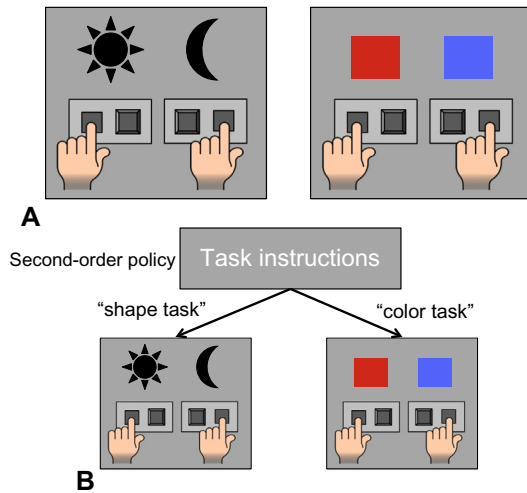 A
Second-order policy
Task instructions
“shape task”
“color task”
B